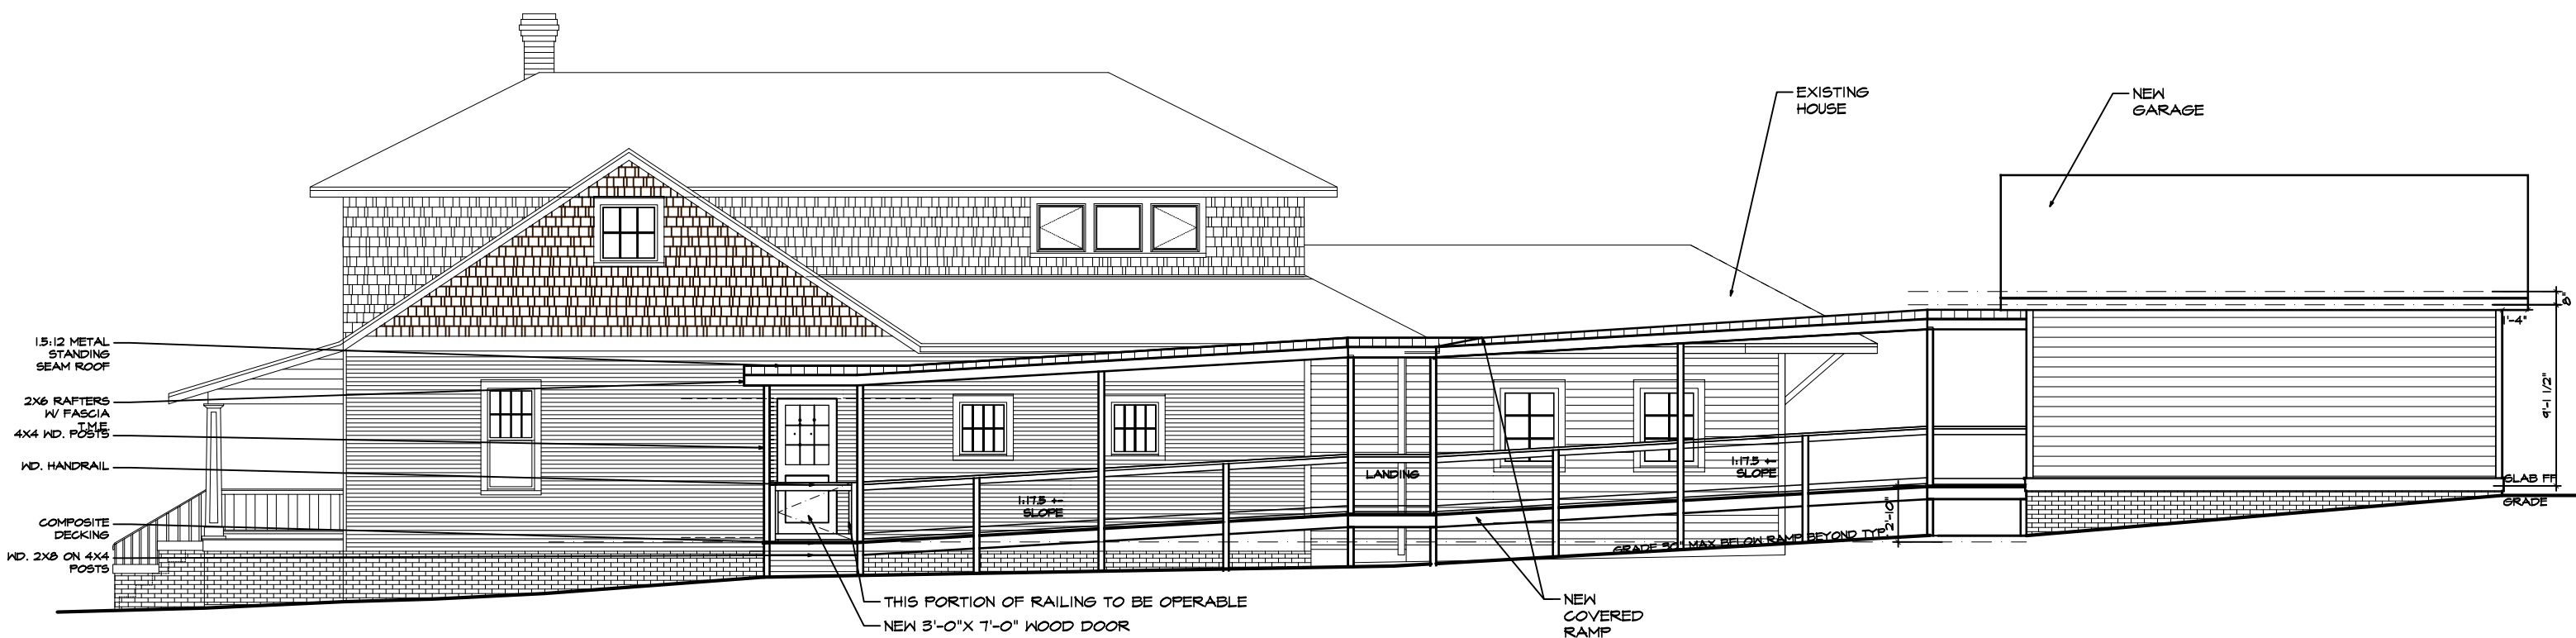 EXISTING
HOUSE
NEW
GARAGE
8"
1'-4"
1.5:12 METAL
STANDING
SEAM ROOF
2X6 RAFTERS
W/ FASCIA
T.M.E.
4X4 WD. POSTS
WD. HANDRAIL
COMPOSITE
DECKING
WD. 2X8 ON 4X4
POSTS
1:17.5 +-
SLOPE
LANDING
1:17.5 +-
SLOPE
9'-1 1/2"
SLAB FF
GRADE
2'-10"
GRADE 30" MAX BELOW RAMP BEYOND TYP.
THIS PORTION OF RAILING TO BE OPERABLE
NEW 3'-0"X 7'-0" WOOD DOOR
NEW
COVERED
RAMP